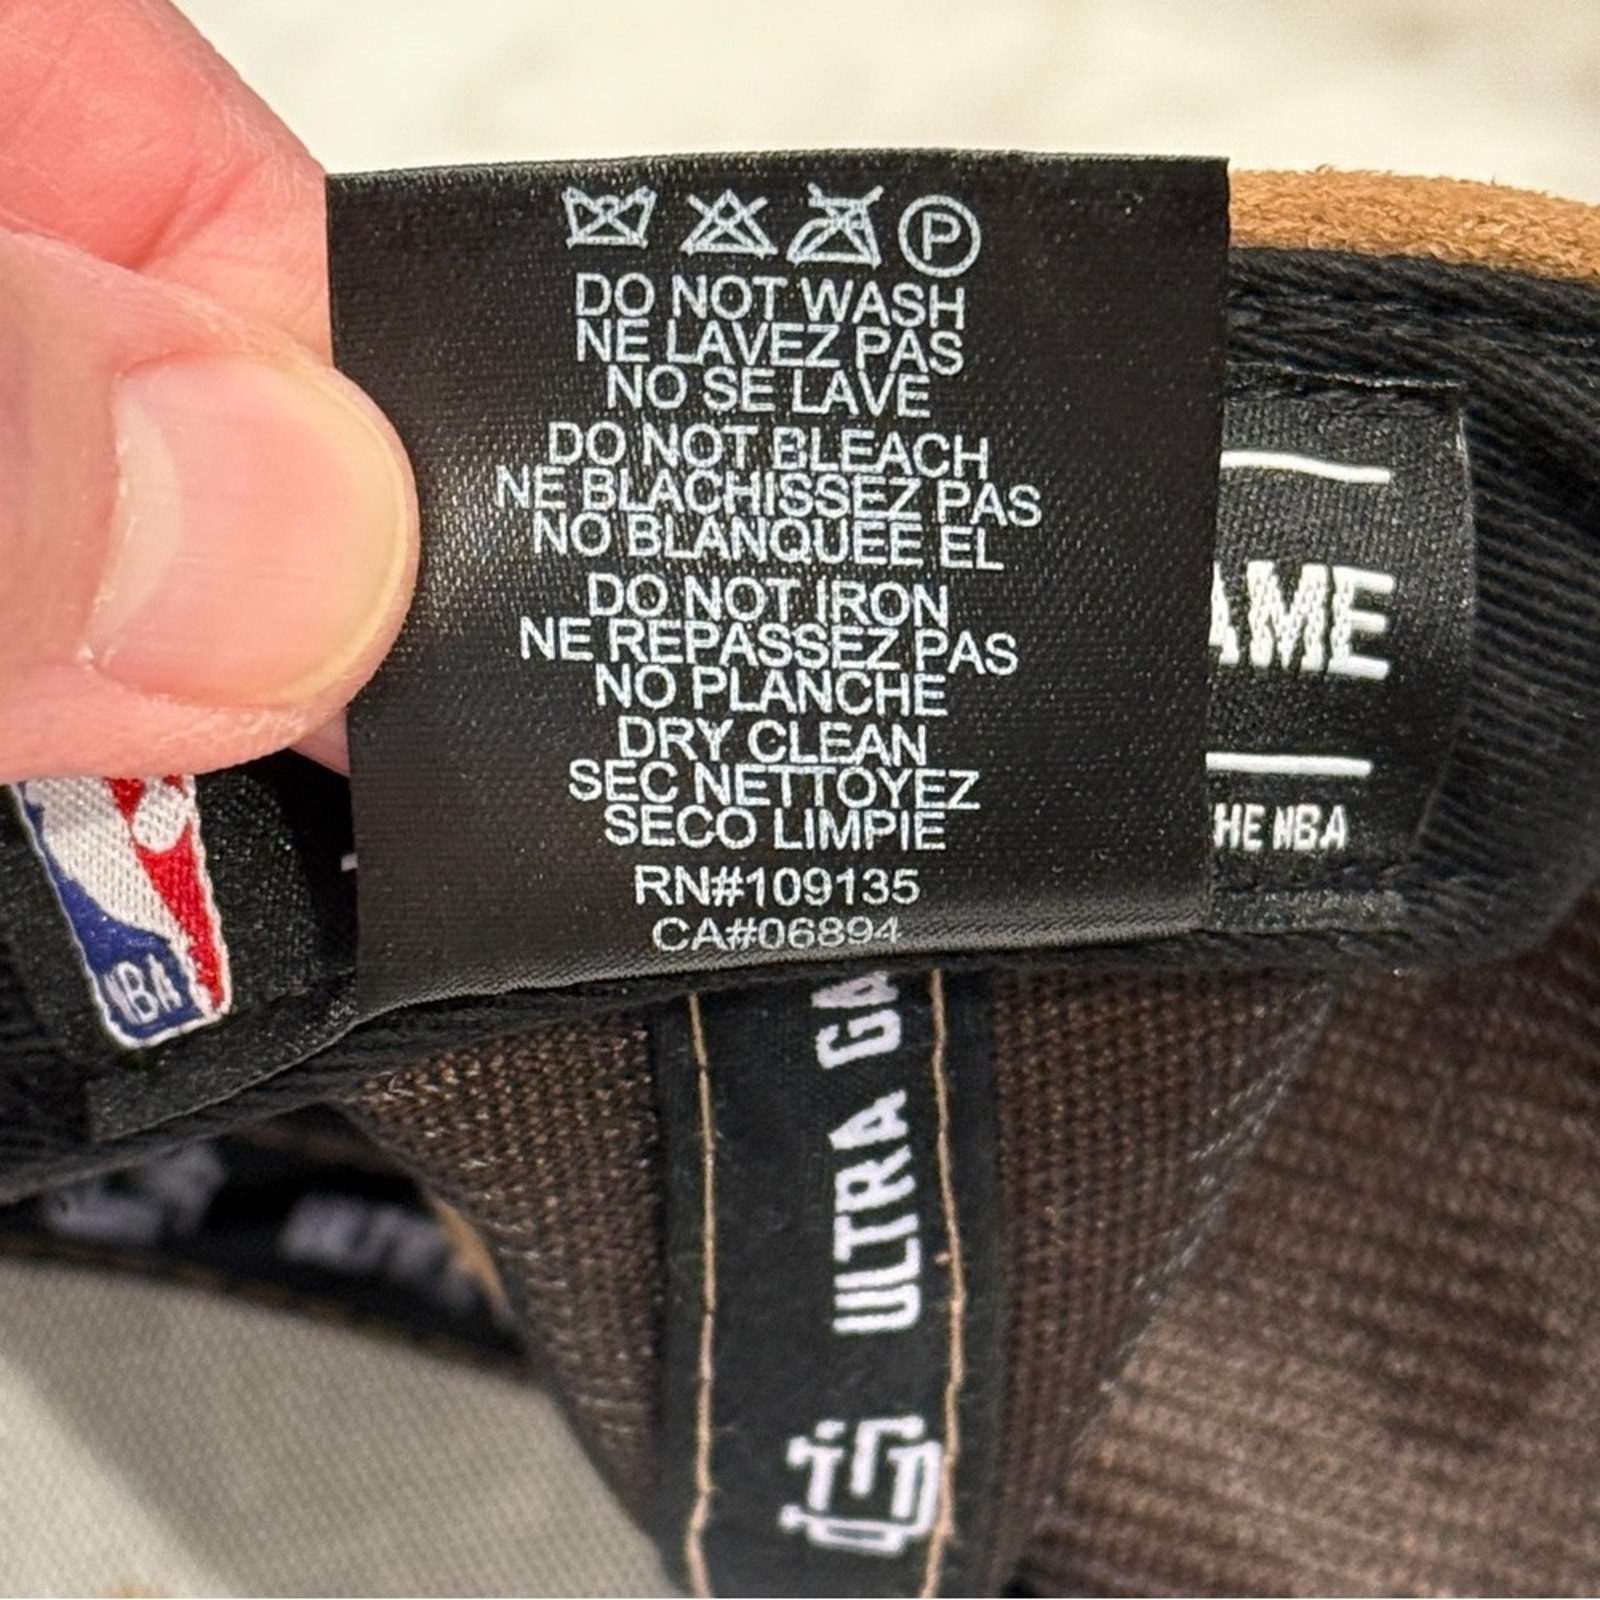 P
DO NOT WASH
NE LAVEZ PAS
NO SE LAVE
DO NOT BLEACH
NE BLACHISSEZ PAS
NO BLANQUEE EL
DO NOT IRON
NE REPASSEZ PAS
NO PLANCHE
DRY CLEAN
SEC NETTOYEZ
SECO LIMPIE
RN#109135
CA#06894
AME
HE NBA
NBA
ULTRA GA
UG